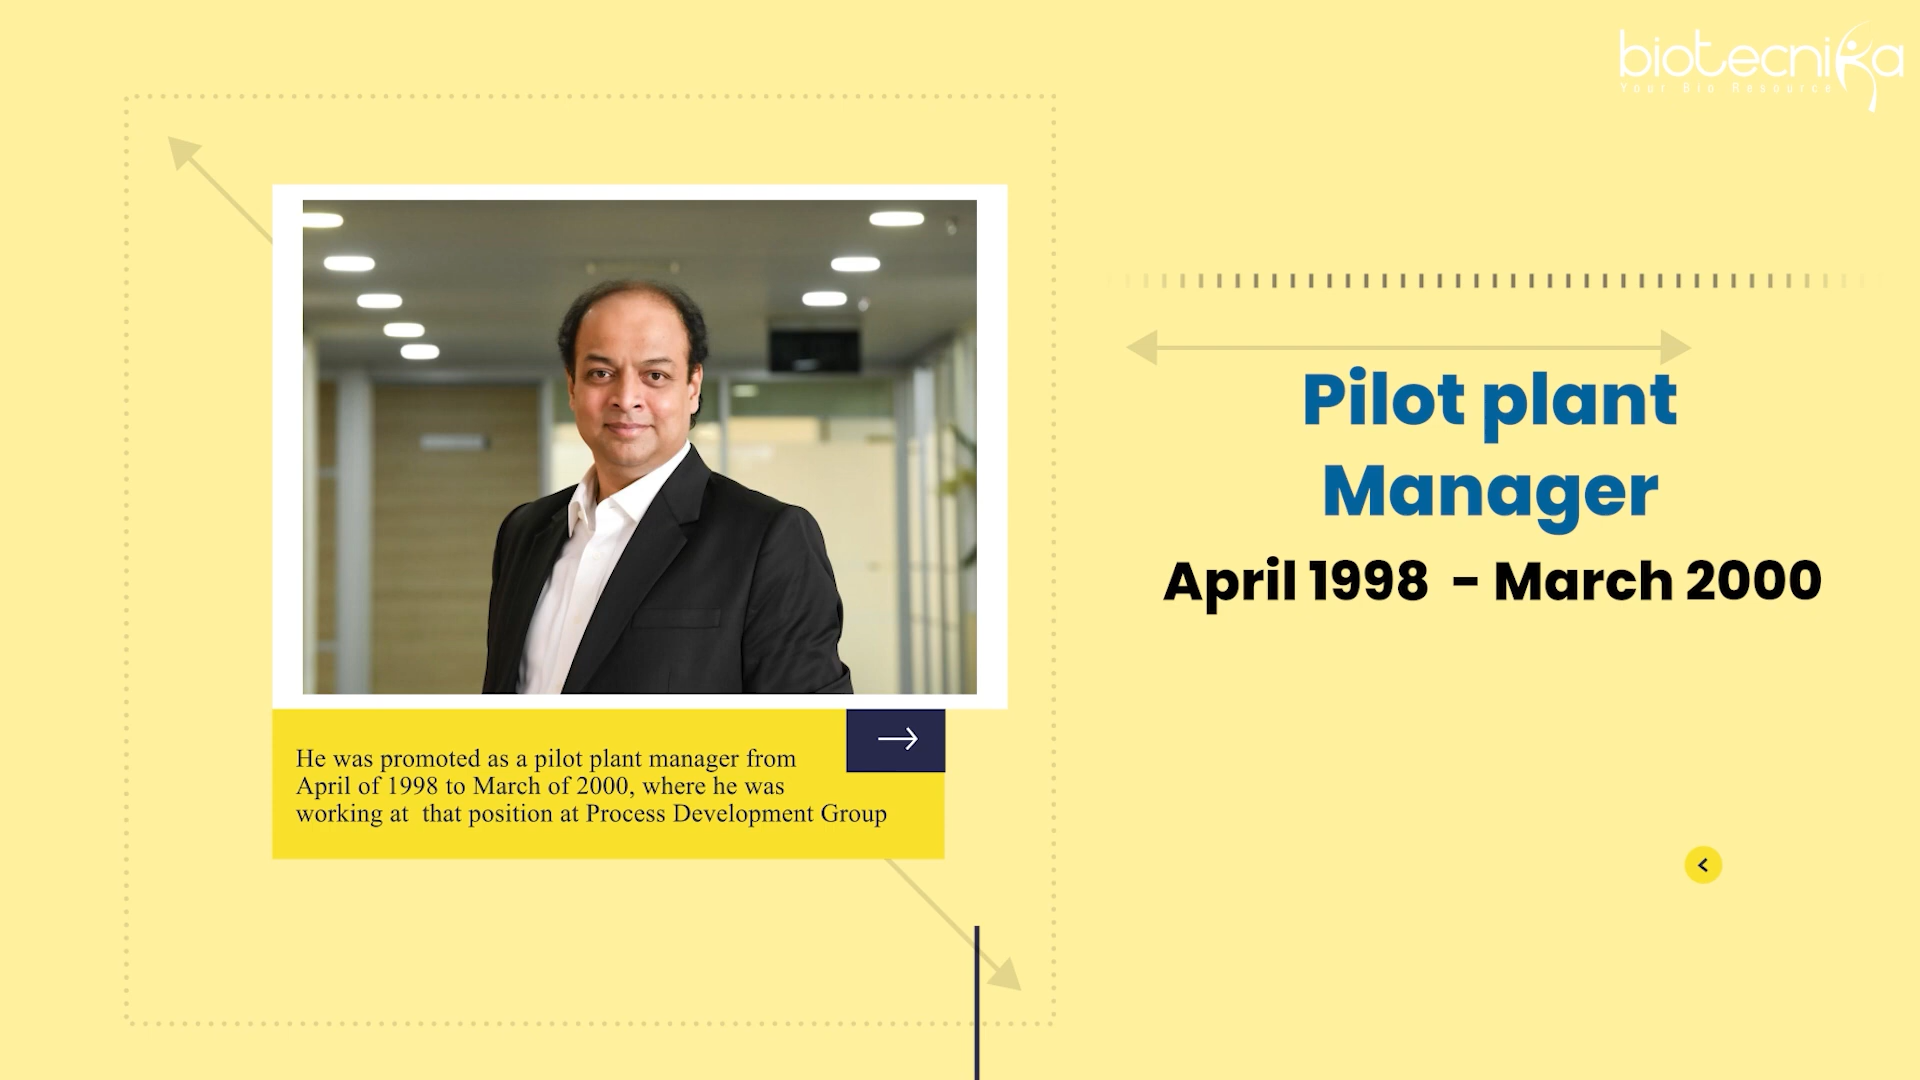 biotecnika
Your Bio Resource
Pilot plant
Manager
April 1998 - March 2000
He was promoted as a pilot plant manager from
April of 1998 to March of 2000, where he was
working at that position at Process Development Group